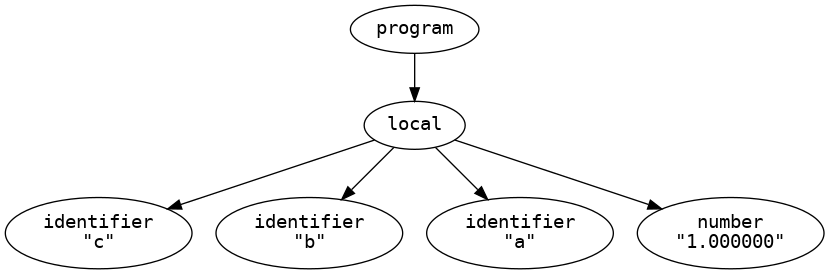 program
local
identifier
"c"
identifier
"b"
identifier
"a"
number
"1.000000"